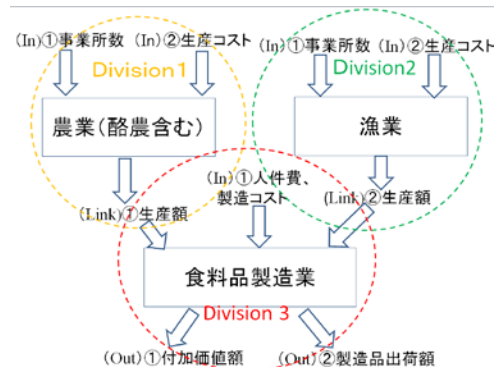 (In)①事業所数 (In)②生産コスト
(In)①事業所数 (In)②生産コスト
Division1
Division2
農業(酪農含む)
漁業
(In)①人件費、
製造コスト
(Link)①生産額
(Link)②生産額
食料品製造業
Division 3
(Out)①付加価値額
(Out)②製造品出荷額